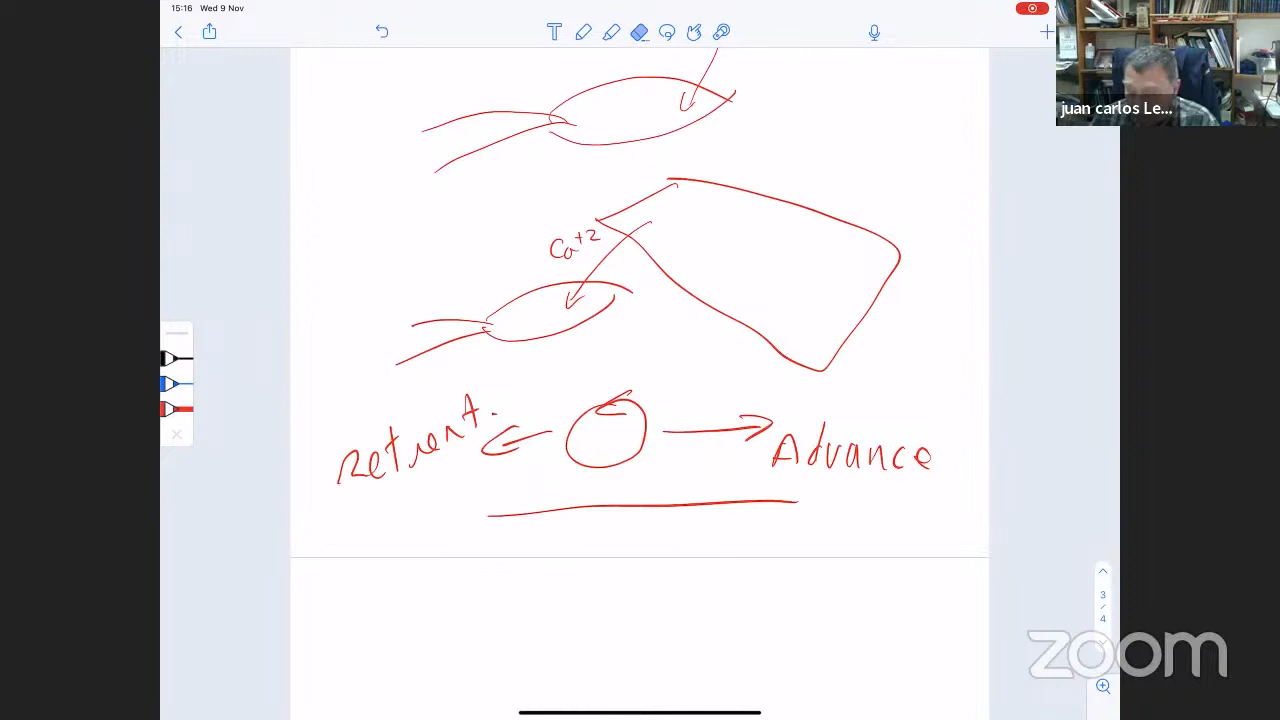 15:16 Wed 9 Nov
juan carlos Le...
Ca+2
Retreat.
Advance
3
/
4
zoom